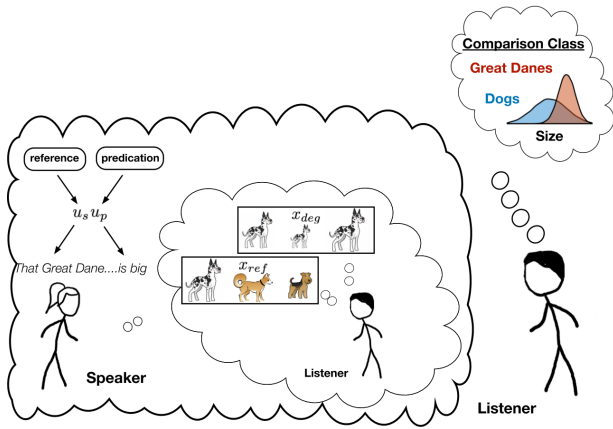 Comparison Class
Great Danes
Dogs
Size
reference predication
u_s u_p
That Great Dane....is big
x_deg
x_ref
Speaker
Listener
Listener